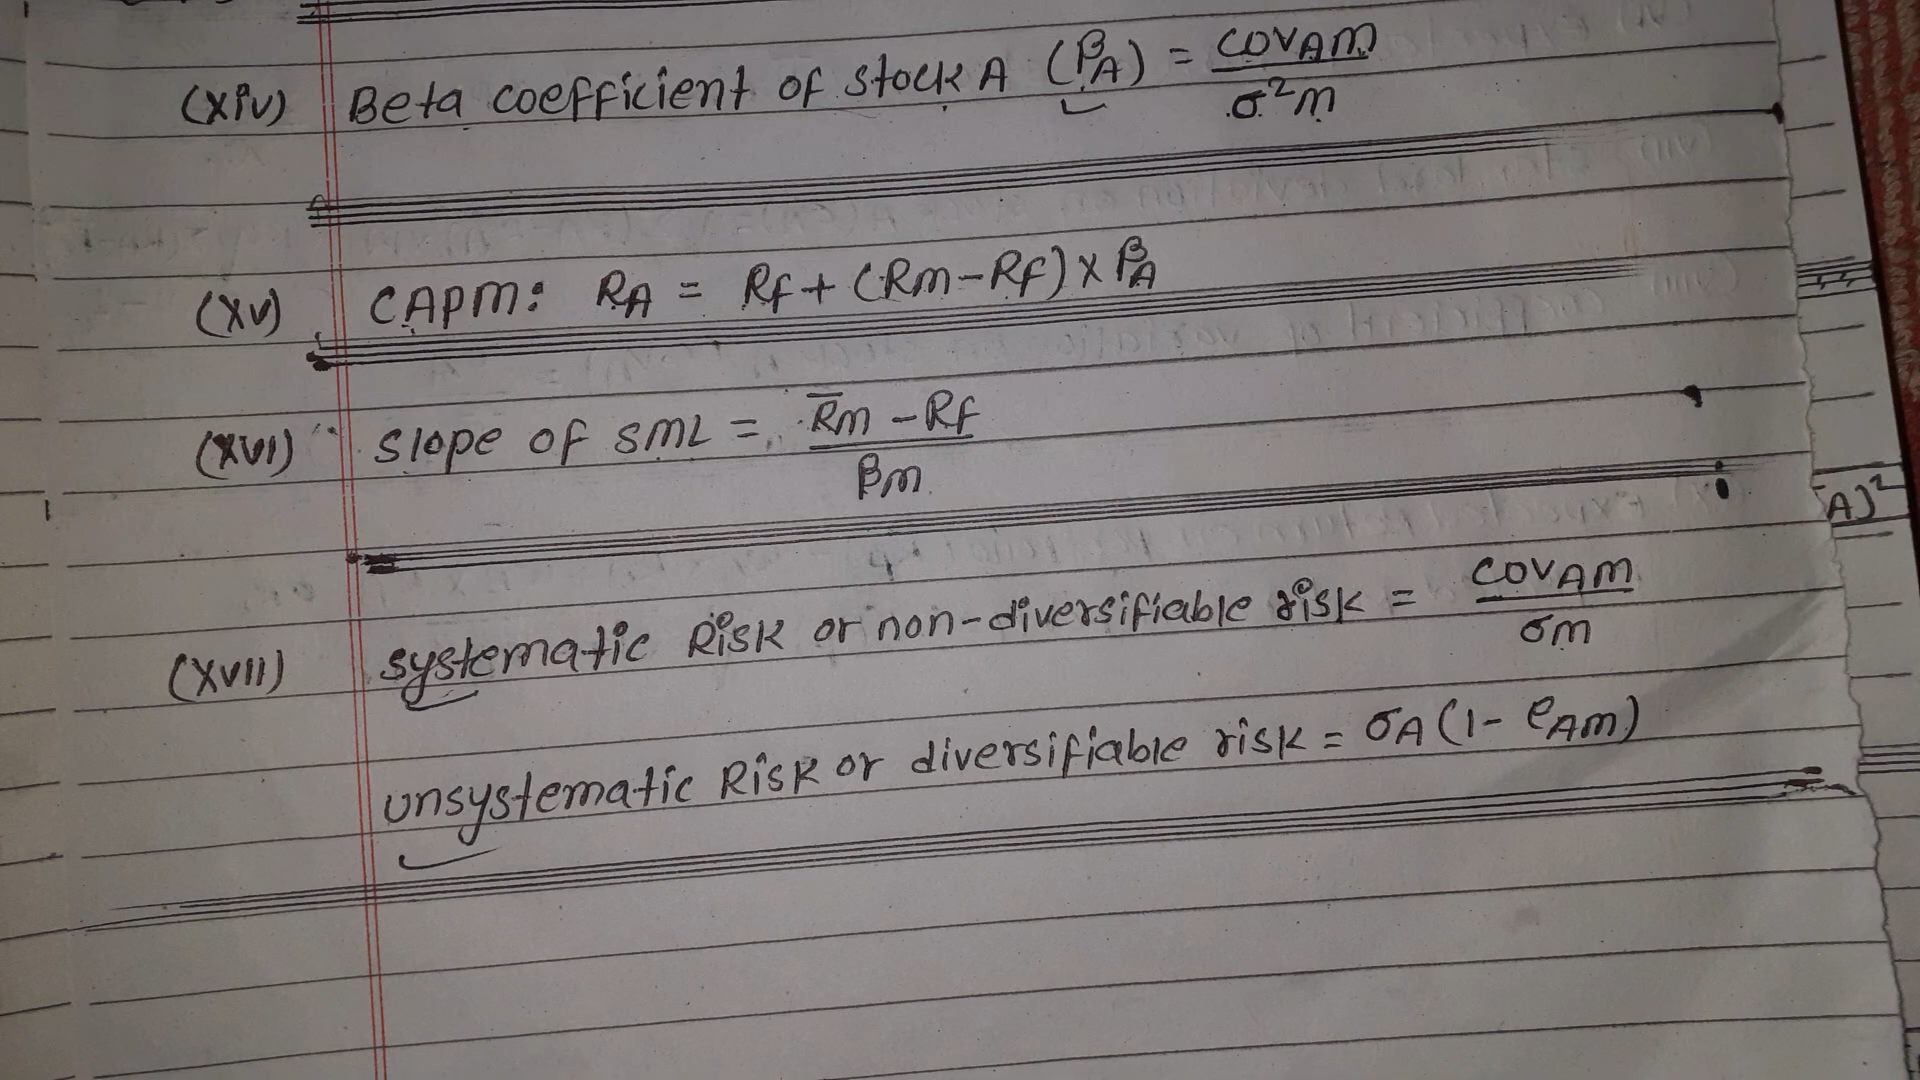 (xiv) Beta coefficient of stock A (βA) = COVAM / σ²m
(xv) CAPM: RA = Rf + (Rm-Rf) x βA
(xvi) slope of SML = R̅m - Rf / βm
A)²
(xvii) systematic Risk or non-diversifiable risk = COVAM / σm
unsystematic Risk or diversifiable risk = σA (1- ρAm)